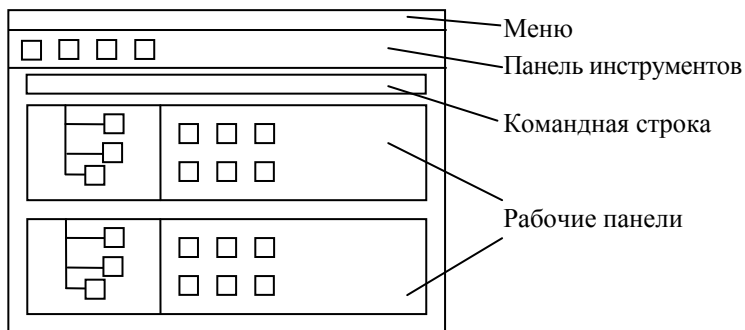 Меню
Панель инструментов
Командная строка
Рабочие панели